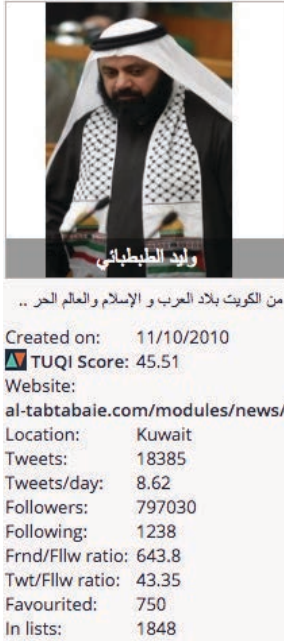 وليد الطبطبائي
من الكويت بلاد العرب و الإسلام والعالم الحر ..
Created on: 11/10/2010
TUQI Score: 45.51
Website:
al-tabtabaie.com/modules/news/
Location: Kuwait
Tweets: 18385
Tweets/day: 8.62
Followers: 797030
Following: 1238
Frnd/Fllw ratio: 643.8
Twt/Fllw ratio: 43.35
Favourited: 750
In lists: 1848